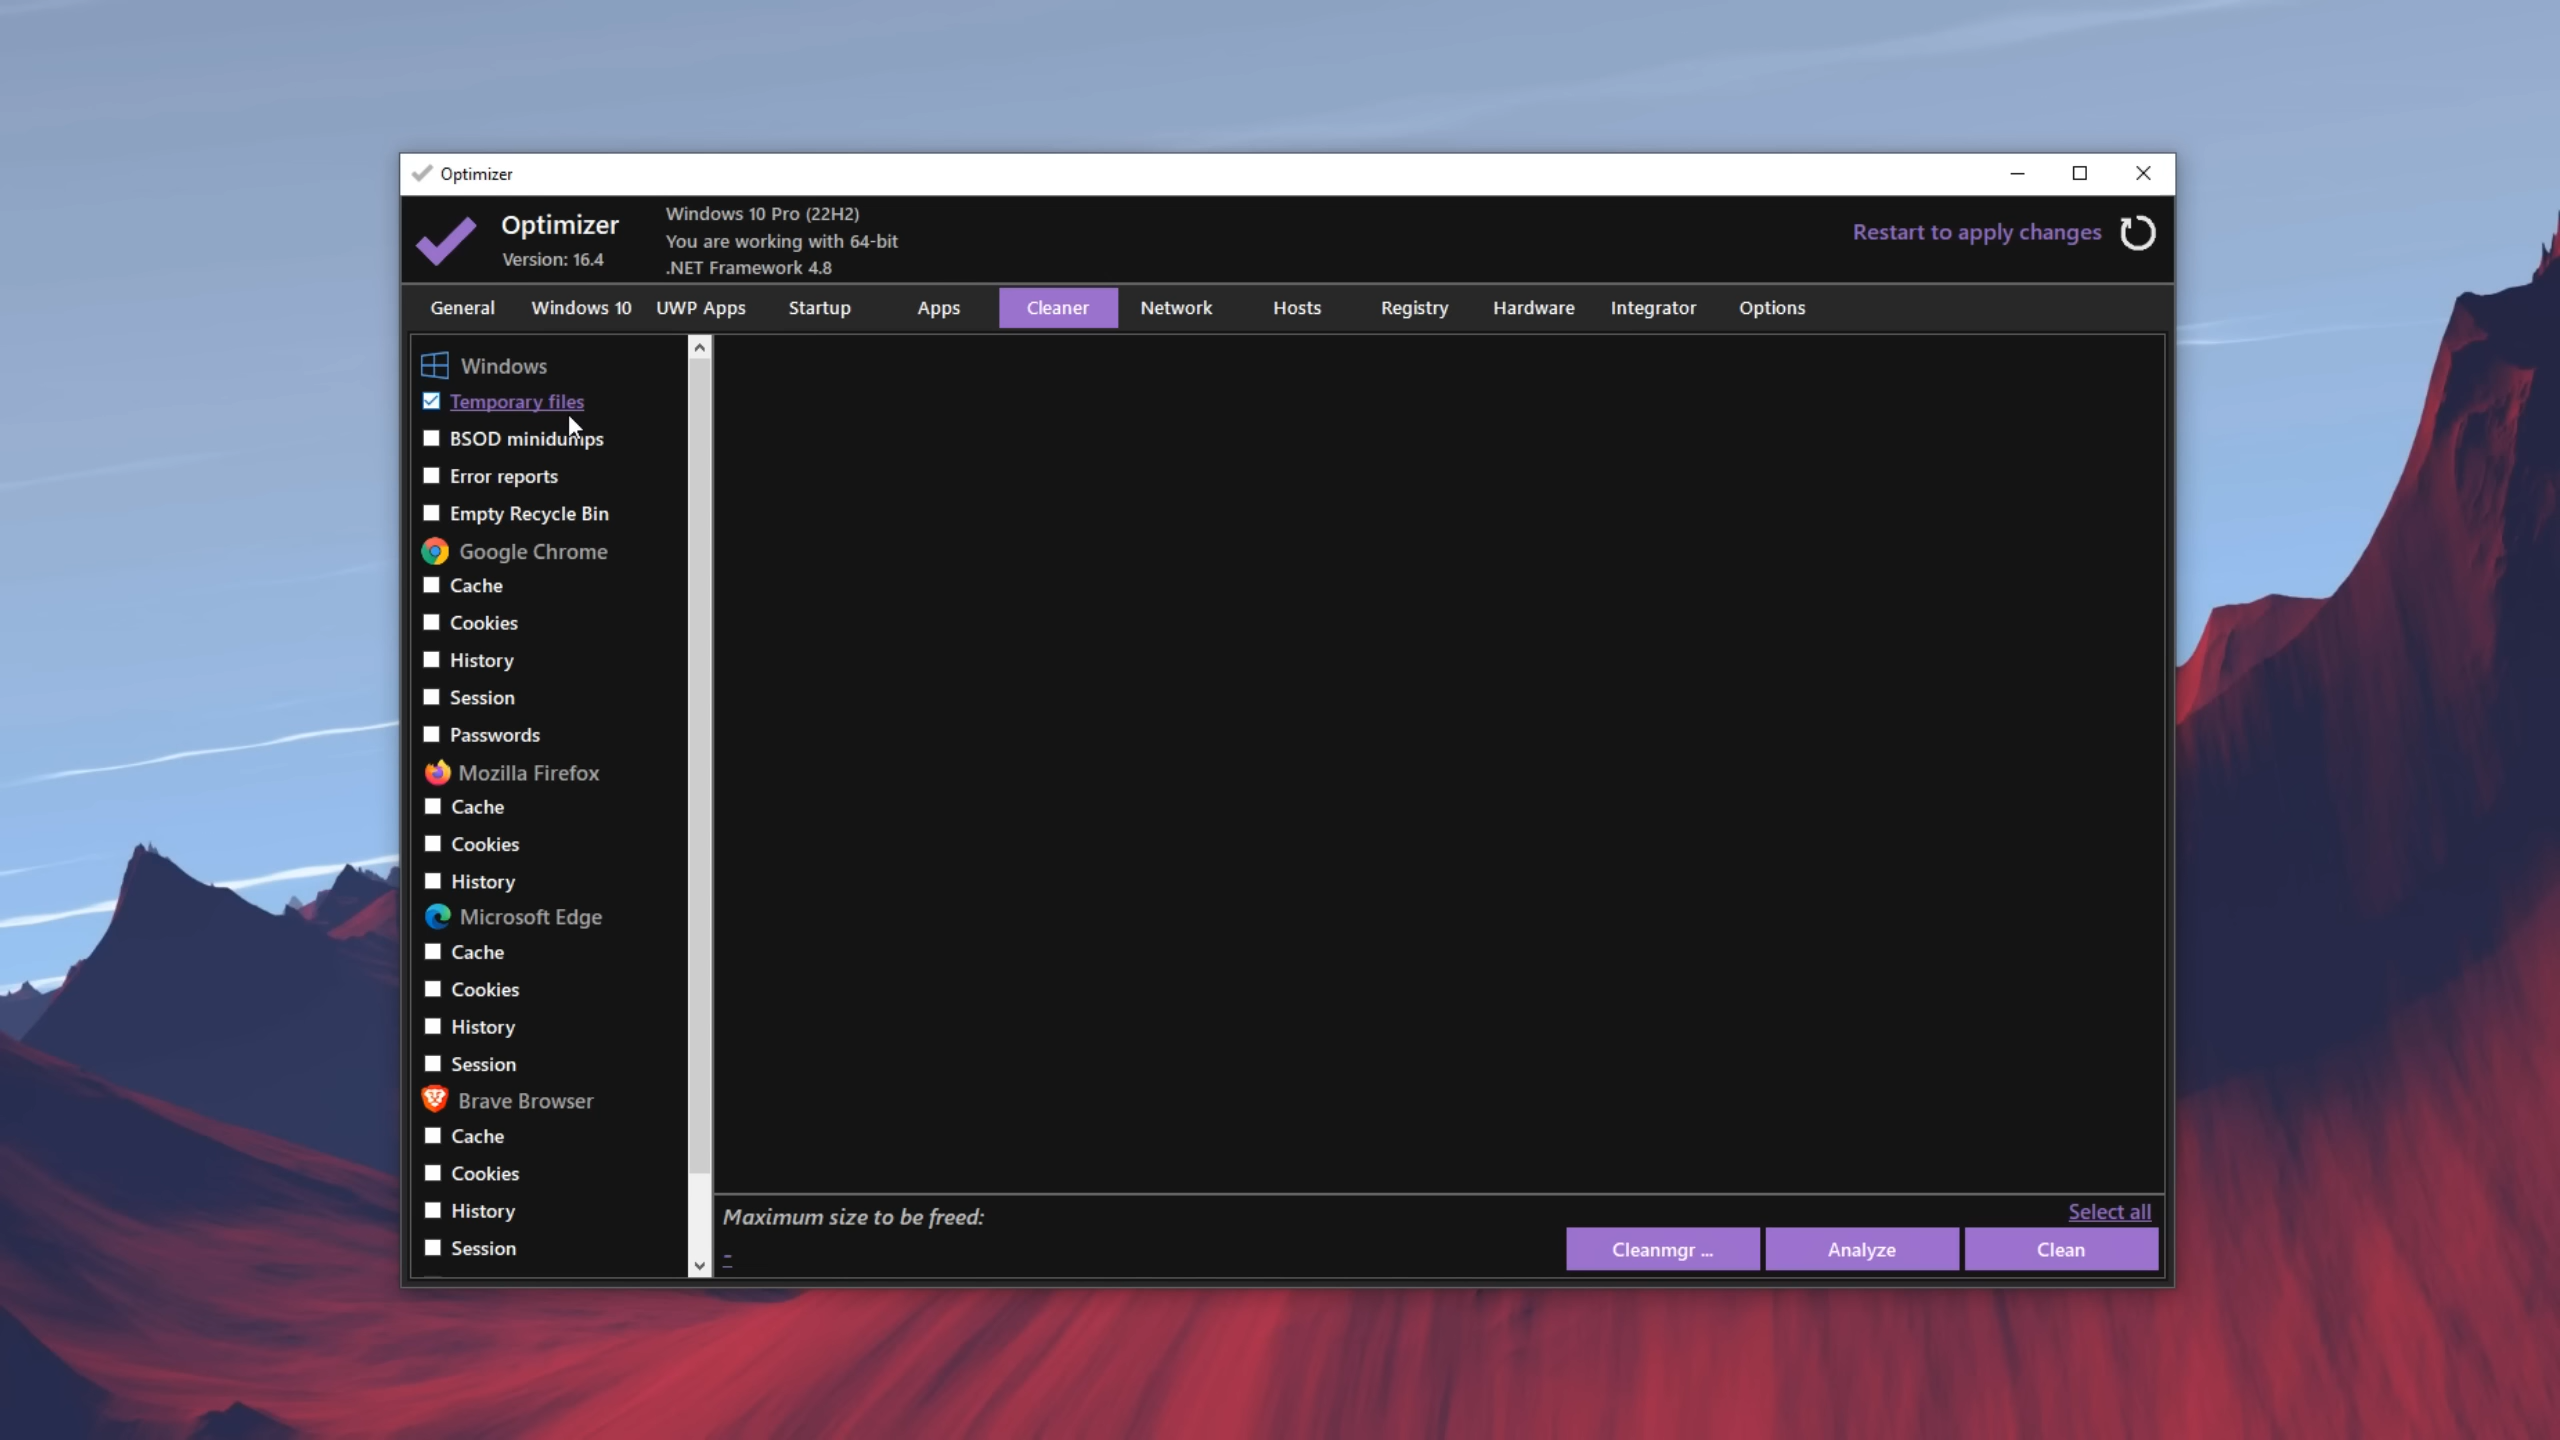 Optimizer
Optimizer
Version: 16.4
Windows 10 Pro (22H2)
You are working with 64-bit
.NET Framework 4.8
Restart to apply changes
General Windows 10 UWP Apps Startup Apps Cleaner Network Hosts Registry Hardware Integrator Options
Windows
Temporary files
BSOD minidumps
Error reports
Empty Recycle Bin
Google Chrome
Cache
Cookies
History
Session
Passwords
Mozilla Firefox
Cache
Cookies
History
Microsoft Edge
Cache
Cookies
History
Session
Brave Browser
Cache
Cookies
History
Session
Maximum size to be freed:
-
Select all
Cleanmgr ... Analyze Clean